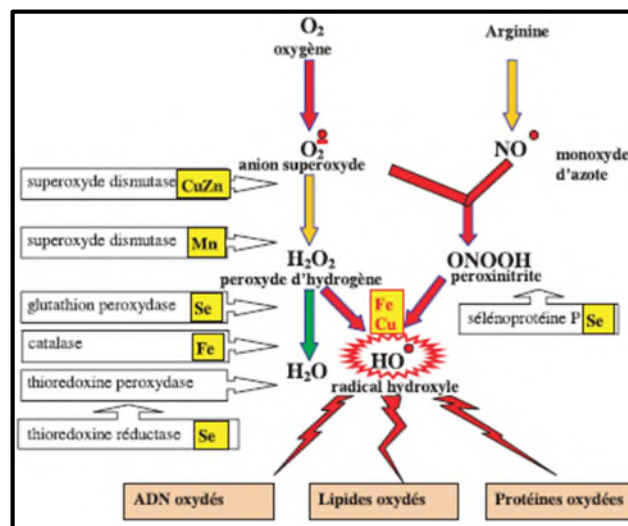 O₂
oxygène
Arginine
O₂•
anion superoxyde
NO•
monoxyde
d'azote
superoxyde dismutase CuZn
superoxyde dismutase Mn
H₂O₂
peroxyde d'hydrogène
ONOOH
peroxinitrite
glutathion peroxydase Se
Fe
Cu
sélénoprotéine P Se
catalase Fe
HO•
H₂O
radical hydroxyle
thioredoxine peroxydase
thioredoxine réductase Se
ADN oxydés
Lipides oxydés
Protéines oxydées